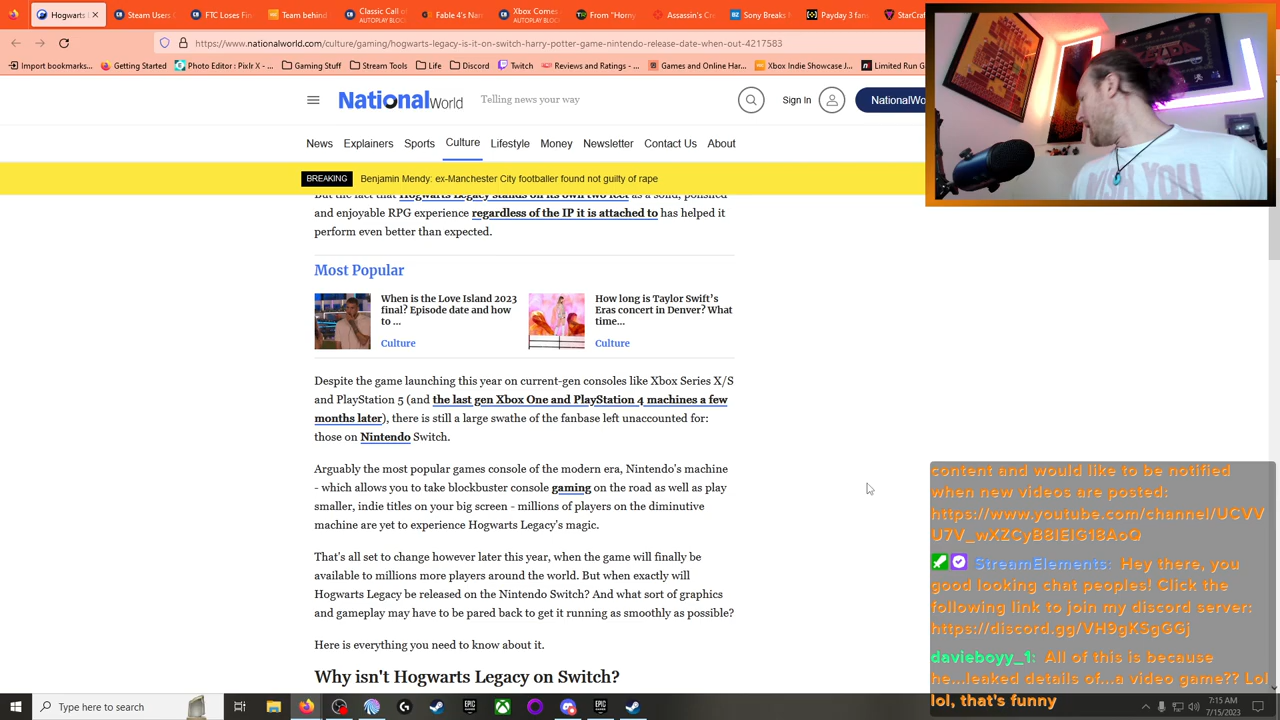 Hogwarts L
Steam Users
FTC Loses Fin
Team behind
Classic Call of
AUTOPLAY BLOCKED
Fable 4's Narr
Xbox Comes
AUTOPLAY BLOCKED
From "Horny
Assassin's Cr
Sony Breaks S
Payday 3 fan
StarCraf
https://www.nationalworld.com/culture/gaming/hogwarts-legacy-is-it-on-switch-harry-potter-game-nintendo-release-date-when-out-4217583
Import bookmarks...
Getting Started
Photo Editor : Pixlr X - ...
Gaming Stuff
Stream Tools
Life
Discord
Twitch
Reviews and Ratings - ...
Games and Online Har...
Xbox Indie Showcase J...
Limited Run G
NationalWorld
Telling news your way
Sign In
NationalWo
News
Explainers
Sports
Culture
Lifestyle
Money
Newsletter
Contact Us
About
BREAKING
Benjamin Mendy: ex-Manchester City footballer found not guilty of rape
But the fact that Hogwarts Legacy stands on its own two feet as a solid, polished
and enjoyable RPG experience regardless of the IP it is attached to has helped it
perform even better than expected.
Most Popular
When is the Love Island 2023
final? Episode date and how
to ...
Culture
How long is Taylor Swift's
Eras concert in Denver? What
time...
Culture
Despite the game launching this year on current-gen consoles like Xbox Series X/S
and PlayStation 5 (and the last gen Xbox One and PlayStation 4 machines a few
months later), there is still a large swathe of the fanbase left unaccounted for:
those on Nintendo Switch.
Arguably the most popular games console of the modern era, Nintendo's machine
- which allows you to take blockbuster console gaming on the road as well as play
smaller, indie titles on your big screen - millions of players on the diminutive
machine are yet to experience Hogwarts Legacy's magic.
That's all set to change however later this year, when the game will finally be
available to millions more players around the world. But when exactly will
Hogwarts Legacy be released on the Nintendo Switch? And what sort of graphics
and gameplay may have to be pared back to get it running as smoothly as possible?
Here is everything you need to know about it.
Why isn't Hogwarts Legacy on Switch?
content and would like to be notified
when new videos are posted:
https://www.youtube.com/channel/UCVV
U7V_wXZCyB8lElG18AoQ
StreamElements: Hey there, you
good looking chat peoples! Click the
following link to join my discord server:
https://discord.gg/VH9gKSgGGj
davieboyy_1: All of this is because
he...leaked details of...a video game?? Lol
lol, that's funny
Type here to search
7:15 AM
7/15/2023